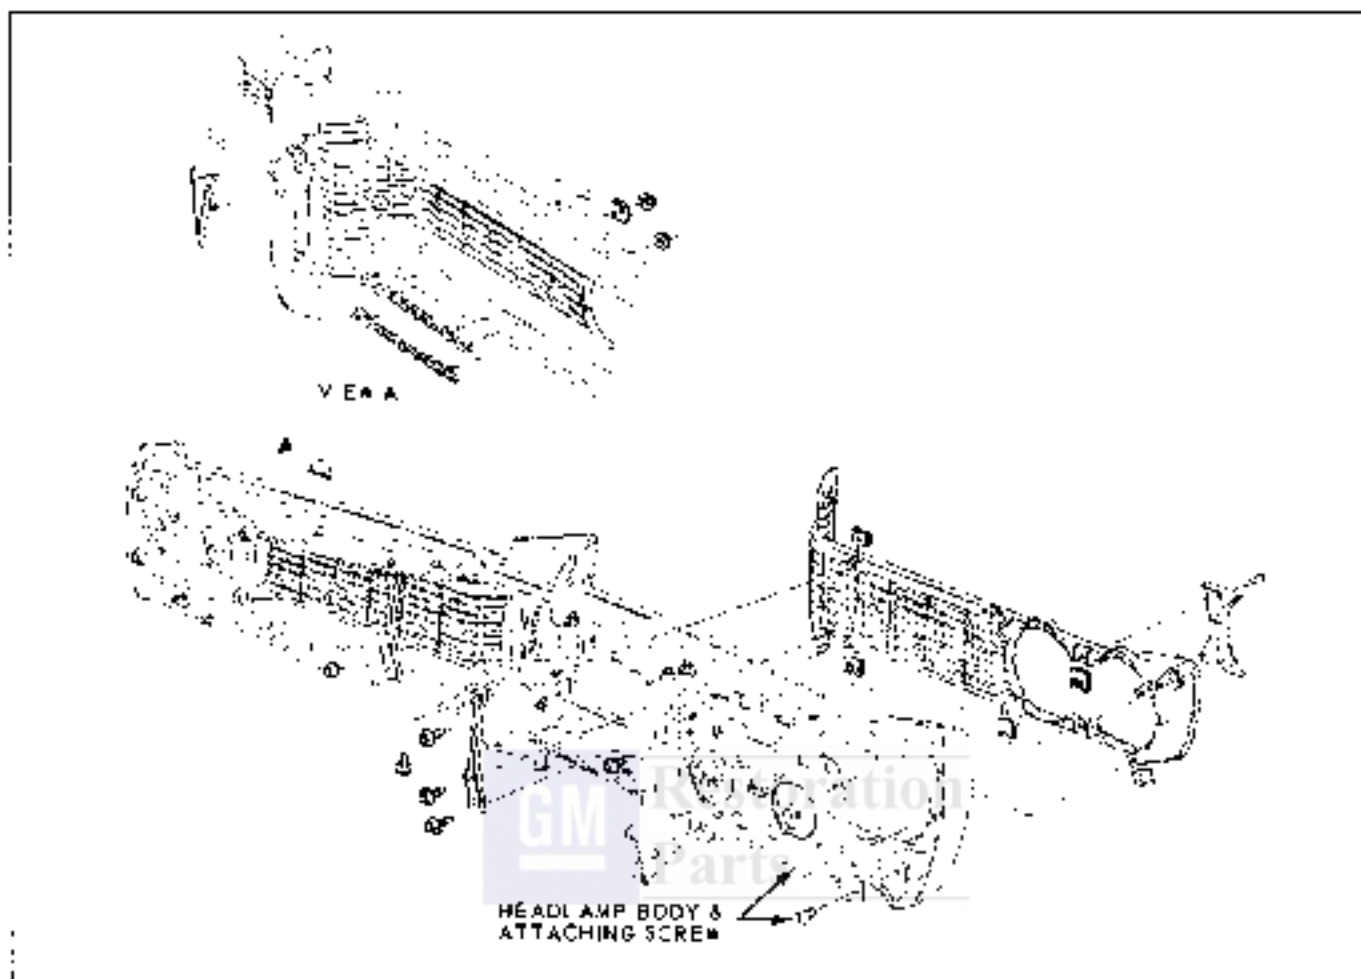 VIEW A
A
GM
Restoration
Parts
HEADLAMP BODY &
ATTACHING SCREW